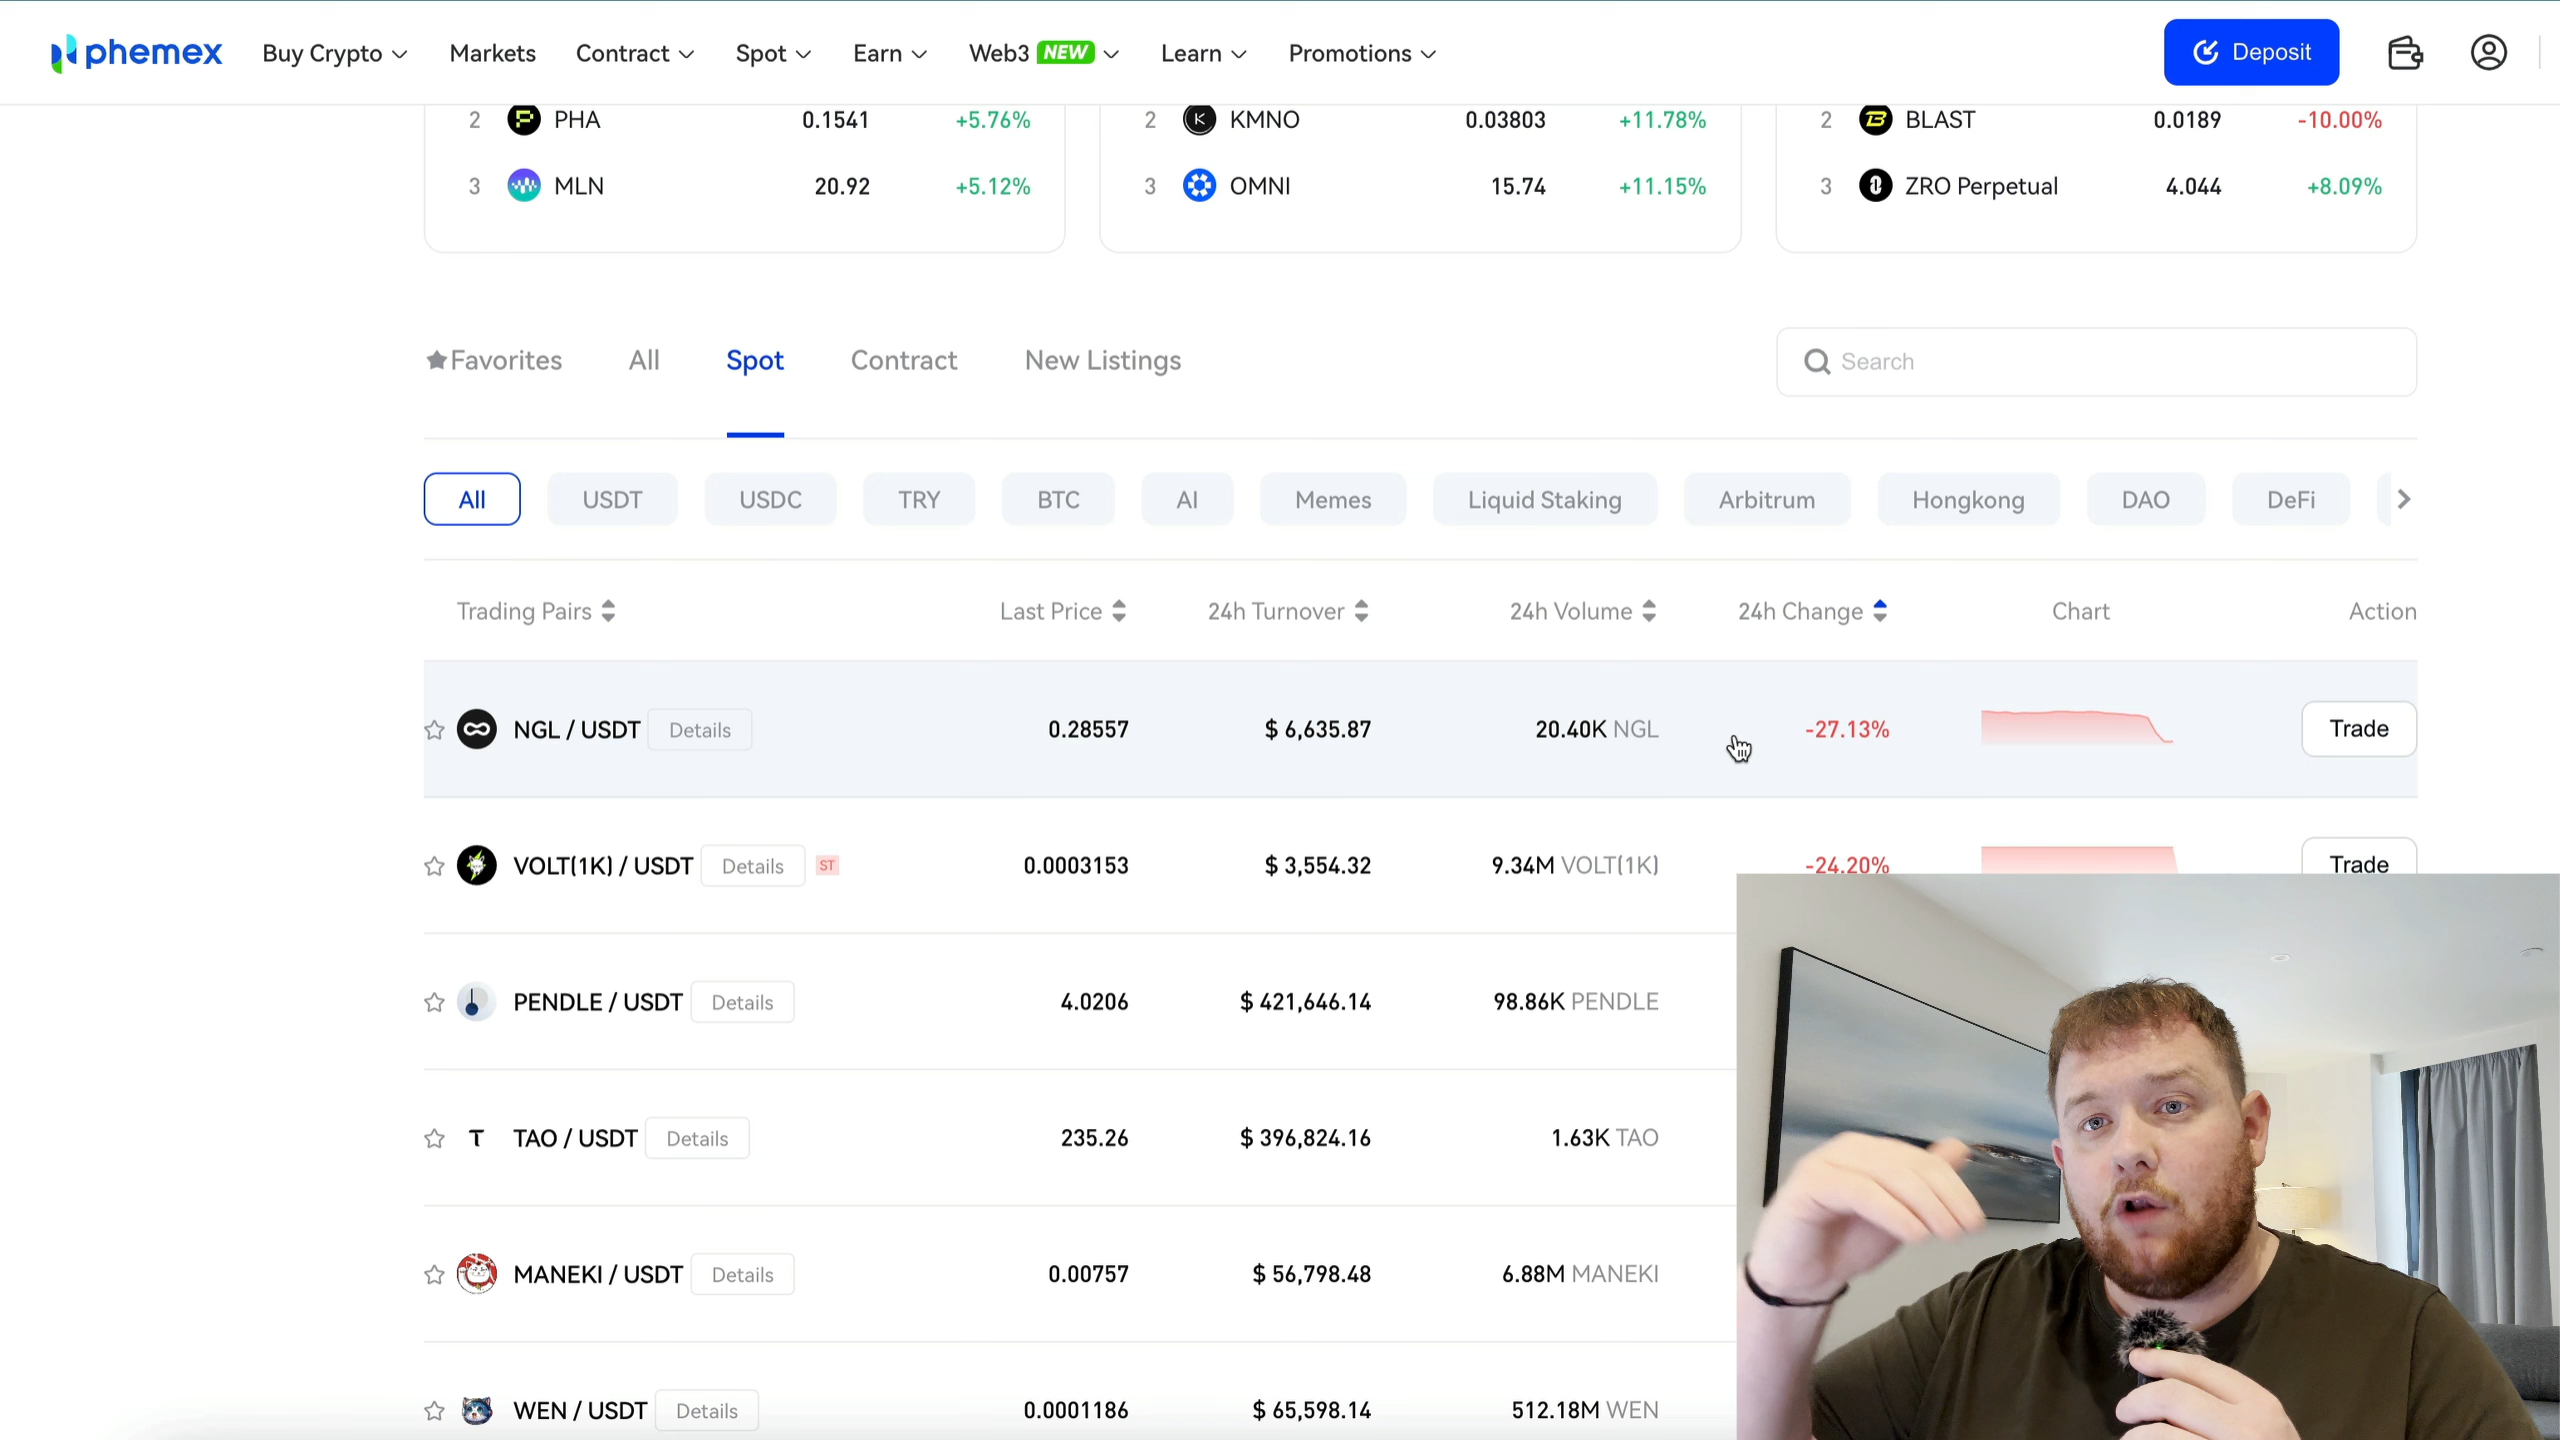 phemex Buy Crypto Markets Contract Spot Earn Web3 NEW Learn Promotions Deposit
2 PHA 0.1541 +5.76% 2 KMNO 0.03803 +11.78% 2 BLAST 0.0189 -10.00%
3 MLN 20.92 +5.12% 3 OMNI 15.74 +11.15% 3 ZRO Perpetual 4.044 +8.09%
Favorites All Spot Contract New Listings Search
All USDT USDC TRY BTC AI Memes Liquid Staking Arbitrum Hongkong DAO DeFi
Trading Pairs Last Price 24h Turnover 24h Volume 24h Change Chart Action
NGL / USDT Details 0.28557 $ 6,635.87 20.40K NGL -27.13% Trade
VOLT(1K) / USDT Details ST 0.0003153 $ 3,554.32 9.34M VOLT(1K) -24.20% Trade
PENDLE / USDT Details 4.0206 $ 421,646.14 98.86K PENDLE
T TAO / USDT Details 235.26 $ 396,824.16 1.63K TAO
MANEKI / USDT Details 0.00757 $ 56,798.48 6.88M MANEKI
WEN / USDT Details 0.0001186 $ 65,598.14 512.18M WEN